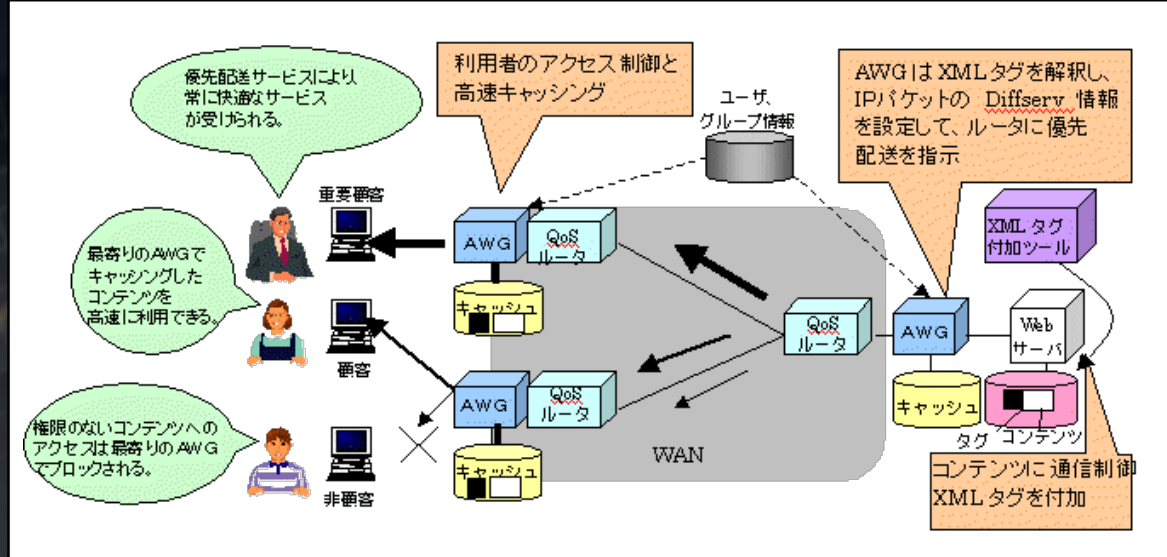 優先配送サービスにより、
常に快適なサービス
が受けられる。
利用者のアクセス制御と
高速キャッシング
ユーザ、
グループ情報
AWGはXMLタグを解釈し、
IPパケットの Diffserv 情報
を設定して、ルータに優先
配送を指示
重要顧客
AWG
QoS
ルータ
XMLタグ
付加ツール
最寄りのAWGで
キャッシングした
コンテンツを
高速に利用できる。
キャッシュ
顧客
QoS
ルータ
AWG
Web
サーバ
AWG
QoS
ルータ
キャッシュ
タグ
コンテンツ
権限のないコンテンツへの
アクセスは最寄りのAWG
でブロックされる。
キャッシュ
非顧客
WAN
コンテンツに通信制御
XMLタグを付加